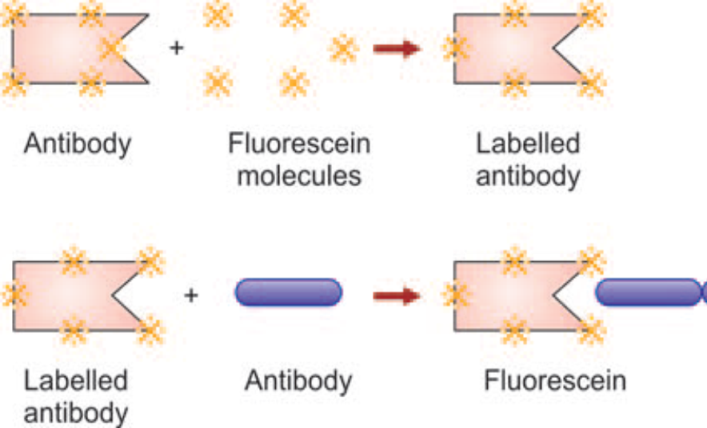 +
Antibody
Fluorescein
molecules
Labelled
antibody
+
Labelled
antibody
Antibody
Fluorescein